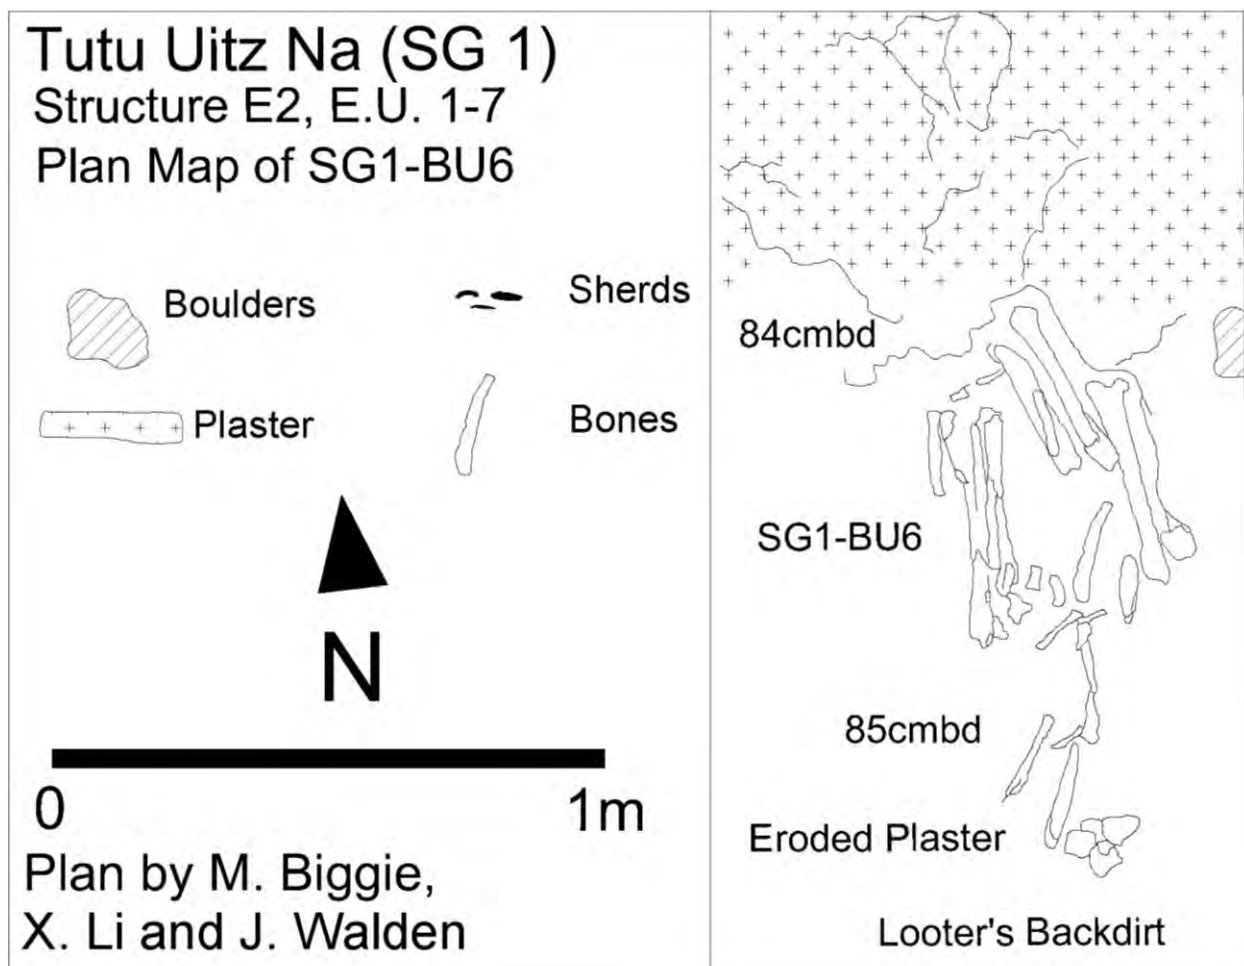 Tutu Uitz Na (SG 1)
Structure E2, E.U. 1-7
Plan Map of SG1-BU6
Boulders
Sherds
Plaster
Bones
N
0
1m
Plan by M. Biggie,
X. Li and J. Walden
84cmbd
SG1-BU6
85cmbd
Eroded Plaster
Looter's Backdirt